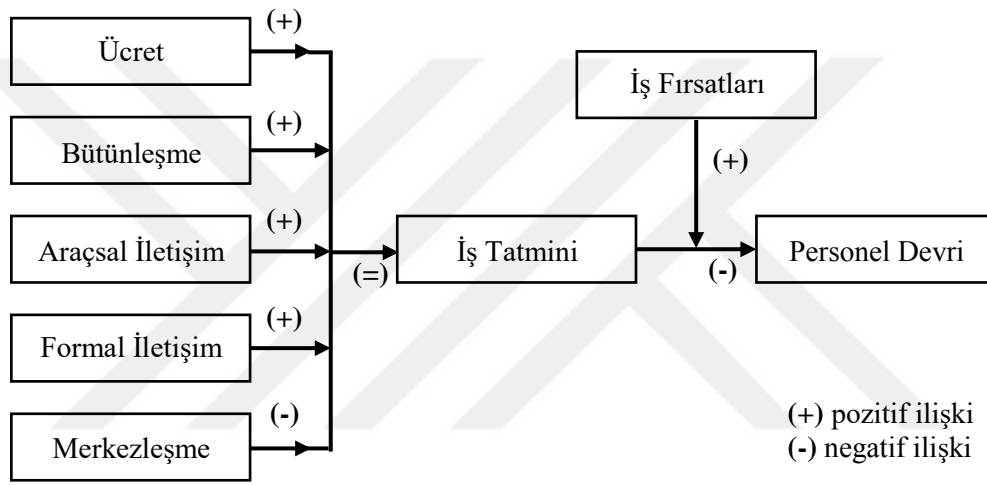 (+)
Ücret
İş Fırsatları
(+)
Bütünleşme
(+)
(+)
Araçsal İletişim
(=)
İş Tatmini
(-)
Personel Devri
(+)
Formal İletişim
(-)
Merkezleşme
(+) pozitif ilişki
(-) negatif ilişki